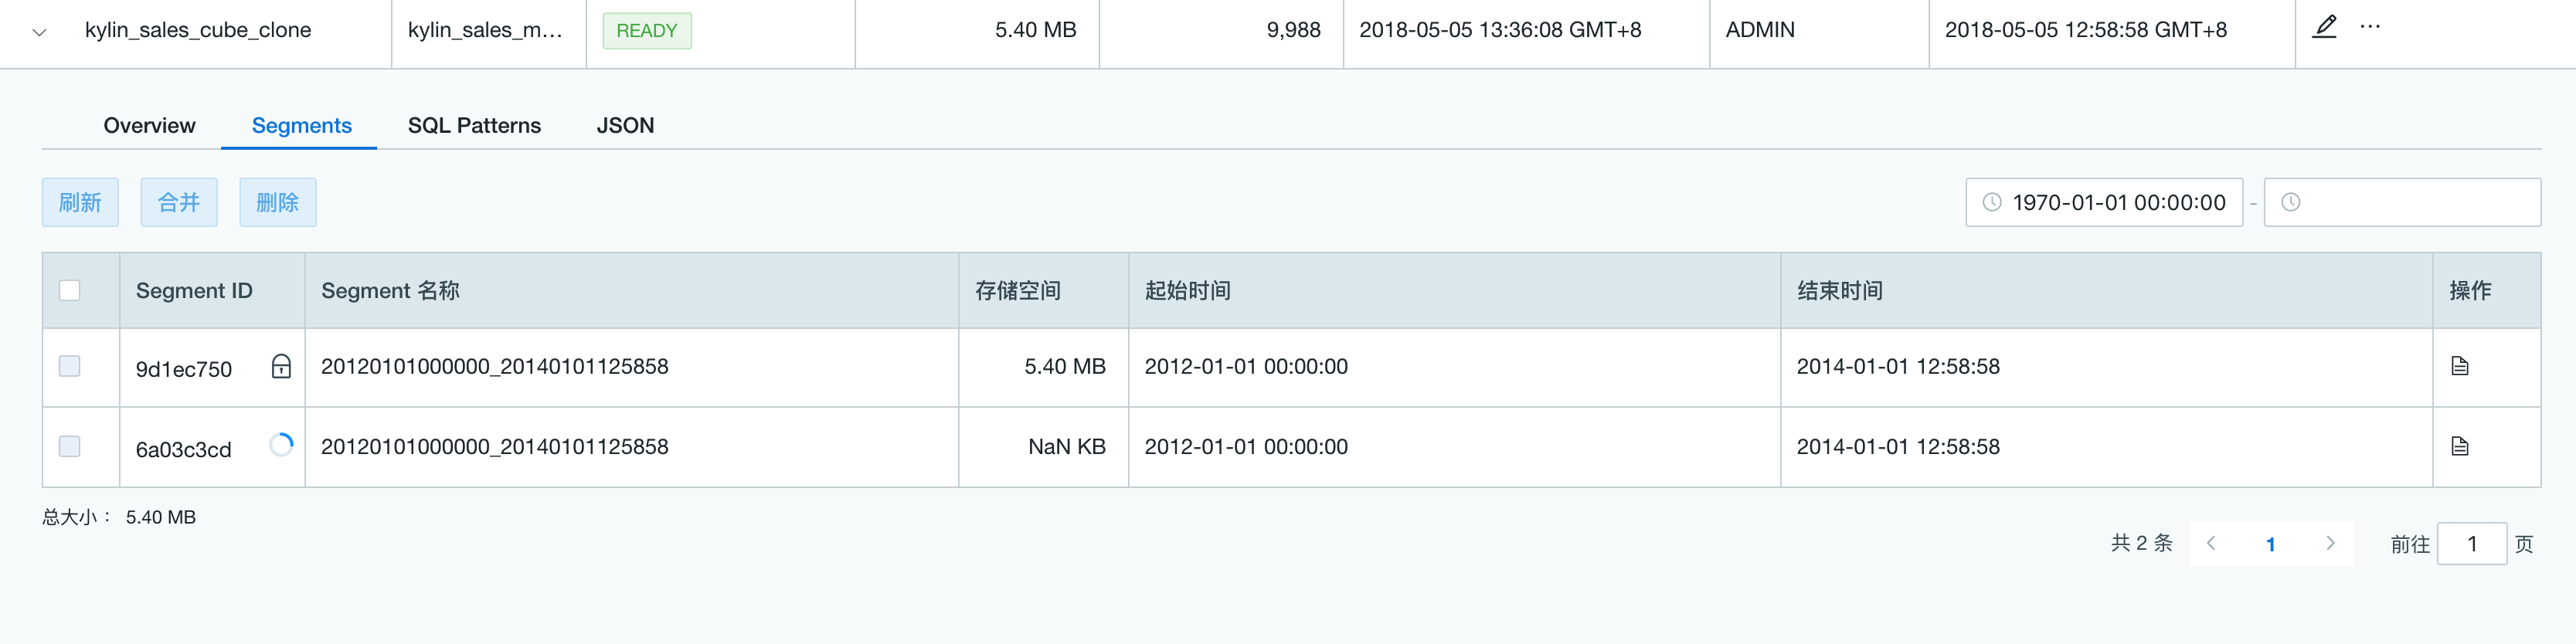 kylin_sales_cube_clone kylin_sales_m... READY 5.40 MB 9,988 2018-05-05 13:36:08 GMT+8 ADMIN 2018-05-05 12:58:58 GMT+8 ...
Overview Segments SQL Patterns JSON
刷新 合并 删除 1970-01-01 00:00:00 -
Segment ID Segment 名称 存储空间 起始时间 结束时间 操作
9d1ec750 20120101000000_20140101125858 5.40 MB 2012-01-01 00:00:00 2014-01-01 12:58:58
6a03c3cd 20120101000000_20140101125858 NaN KB 2012-01-01 00:00:00 2014-01-01 12:58:58
总大小： 5.40 MB
共 2 条 < 1 > 前往 1 页